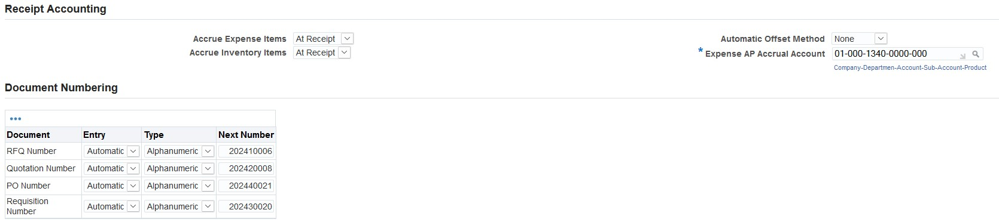 Receipt Accounting
Accrue Expense Items At Receipt Automatic Offset Method None
Accrue Inventory Items At Receipt * Expense AP Accrual Account 01-000-1340-0000-000
Company-Departmen-Account-Sub-Account-Product
Document Numbering
Document Entry Type Next Number
RFQ Number Automatic Alphanumeric 202410006
Quotation Number Automatic Alphanumeric 202420008
PO Number Automatic Alphanumeric 202440021
Requisition
Number Automatic Alphanumeric 202430020